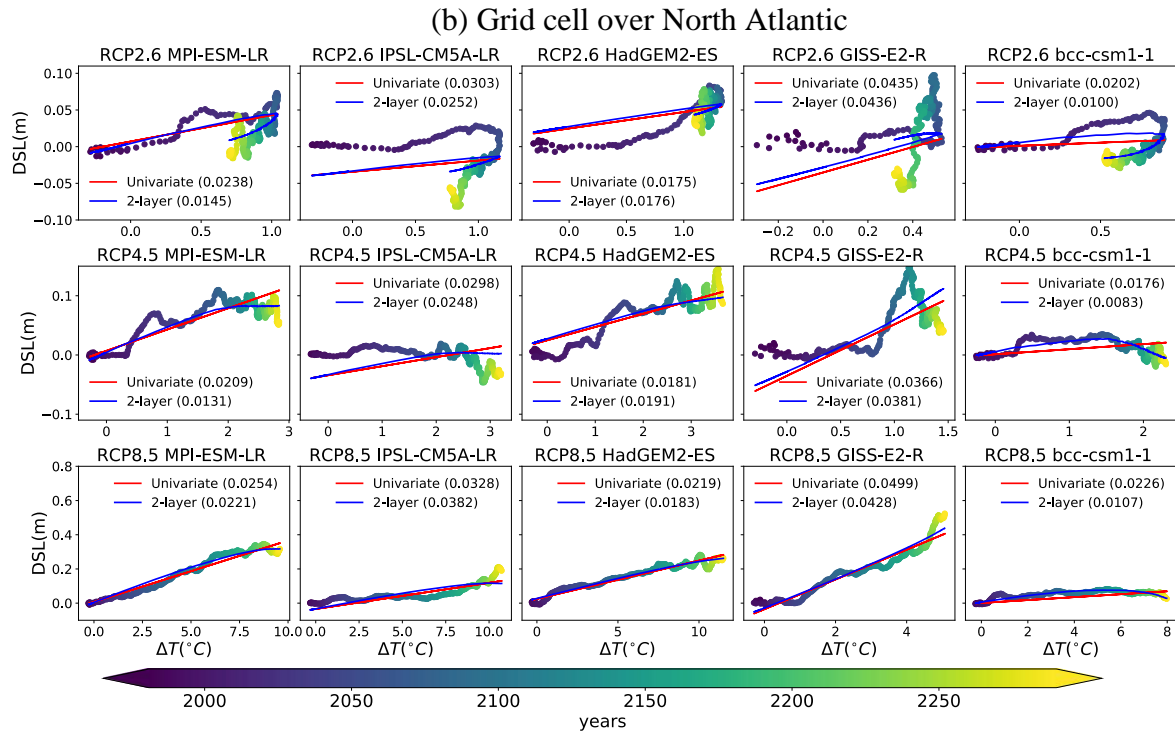 (b) Grid cell over North Atlantic
RCP2.6 MPI-ESM-LR RCP2.6 IPSL-CM5A-LR RCP2.6 HadGEM2-ES RCP2.6 GISS-E2-R RCP2.6 bcc-csm1-1
DSL(m)
0.10
0.05
0.00
−0.05
−0.10
Univariate (0.0238)
2-layer (0.0145)
Univariate (0.0303)
2-layer (0.0252)
Univariate (0.0175)
2-layer (0.0176)
Univariate (0.0435)
2-layer (0.0436)
Univariate (0.0202)
2-layer (0.0100)
0.0 0.5 1.0 0.0 0.5 1.0 0.0 0.5 1.0 −0.2 0.0 0.2 0.4 0.0 0.5
RCP4.5 MPI-ESM-LR RCP4.5 IPSL-CM5A-LR RCP4.5 HadGEM2-ES RCP4.5 GISS-E2-R RCP4.5 bcc-csm1-1
DSL(m)
0.1
0.0
−0.1
Univariate (0.0209)
2-layer (0.0131)
Univariate (0.0298)
2-layer (0.0248)
Univariate (0.0181)
2-layer (0.0191)
Univariate (0.0366)
2-layer (0.0381)
Univariate (0.0176)
2-layer (0.0083)
0 1 2 3 0 1 2 3 0 1 2 3 0.0 0.5 1.0 1.5 0 1 2
RCP8.5 MPI-ESM-LR RCP8.5 IPSL-CM5A-LR RCP8.5 HadGEM2-ES RCP8.5 GISS-E2-R RCP8.5 bcc-csm1-1
DSL(m)
0.8
0.6
0.4
0.2
0.0
Univariate (0.0254)
2-layer (0.0221)
Univariate (0.0328)
2-layer (0.0382)
Univariate (0.0219)
2-layer (0.0183)
Univariate (0.0499)
2-layer (0.0428)
Univariate (0.0226)
2-layer (0.0107)
0.0 2.5 5.0 7.5 10.0 0.0 2.5 5.0 7.5 10.0 0 5 10 0 2 4 0 2 4 6 8
ΔT(°C) ΔT(°C) ΔT(°C) ΔT(°C) ΔT(°C)
2000 2050 2100 2150 2200 2250
years